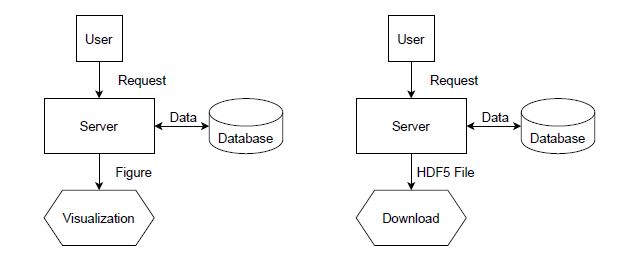 User
Request
Server
Data
Database
Figure
Visualization
User
Request
Server
Data
Database
HDF5 File
Download